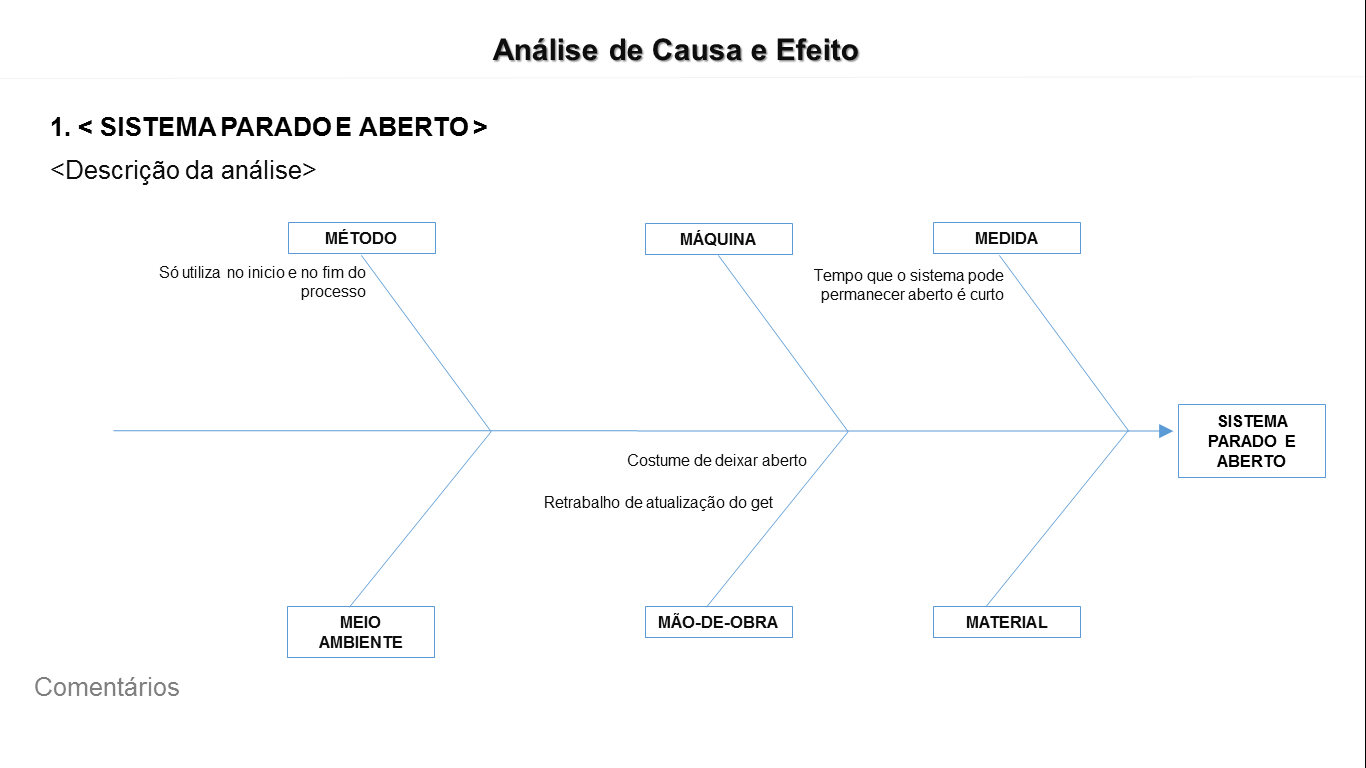 Análise de Causa e Efeito
1. < SISTEMA PARADO E ABERTO >
<Descrição da análise>
MÉTODO
MÁQUINA
MEDIDA
Só utiliza no inicio e no fim do
processo
Tempo que o sistema pode
permanecer aberto é curto
SISTEMA
PARADO E
ABERTO
Costume de deixar aberto
Retrabalho de atualização do get
MEIO
AMBIENTE
MÃO-DE-OBRA
MATERIAL
Comentários